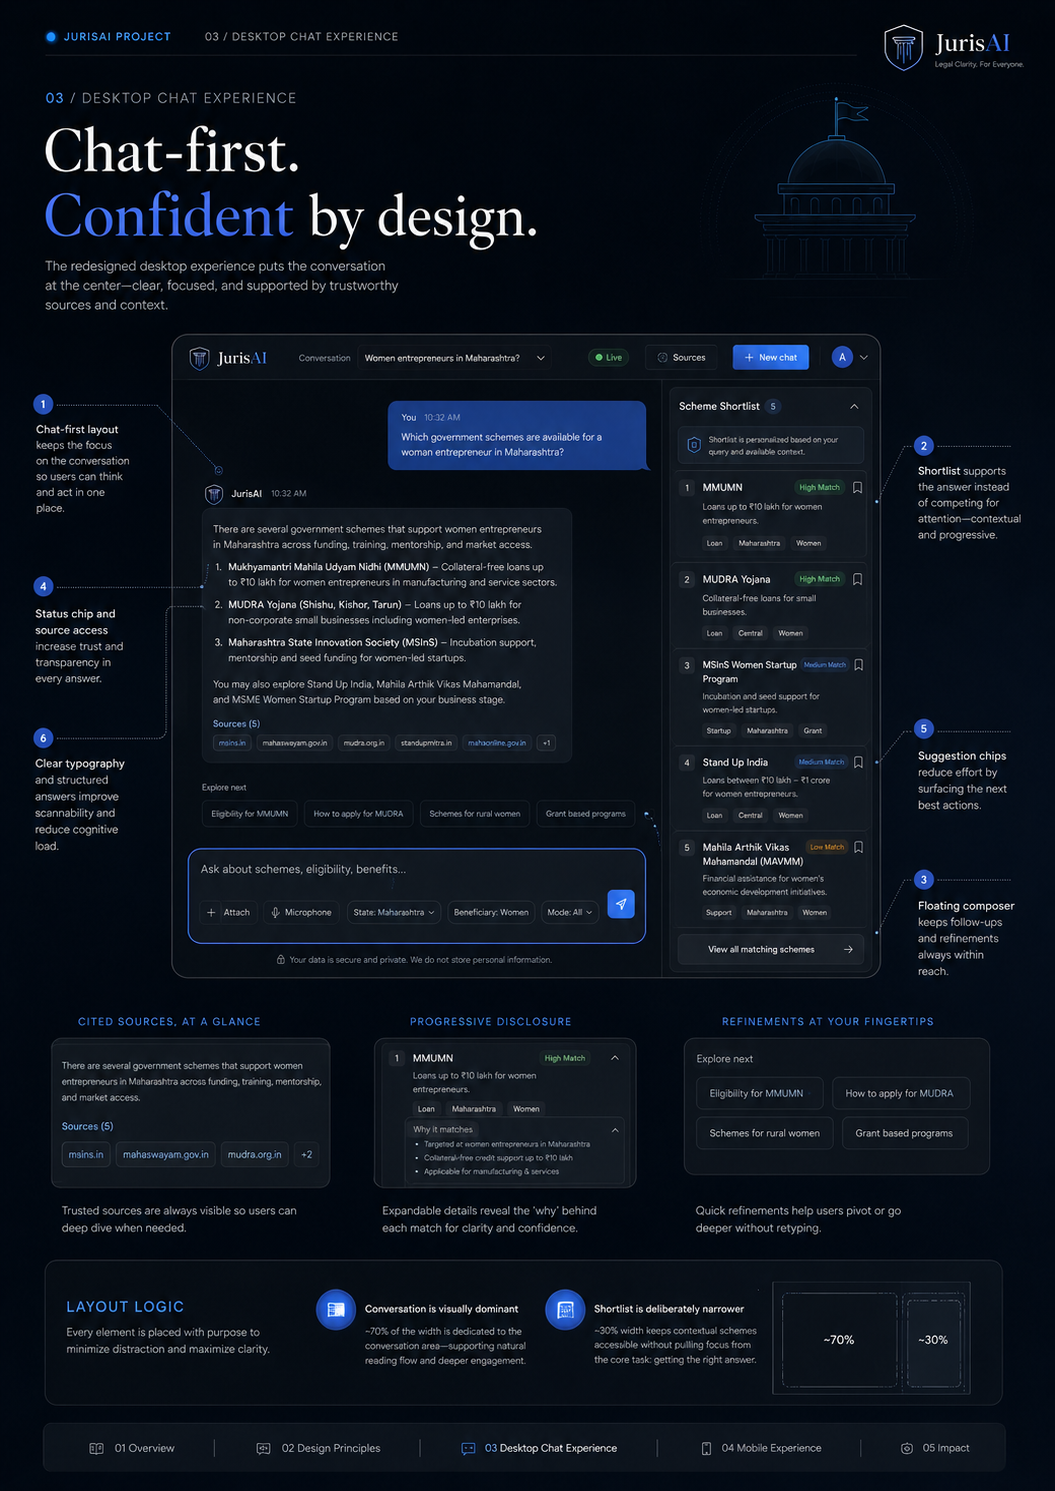 JURISAI PROJECT
03 / DESKTOP CHAT EXPERIENCE
JurisAI
Legal Clarity. For Everyone.
03 / DESKTOP CHAT EXPERIENCE
Chat-first.
Confident by design.
The redesigned desktop experience puts the conversation
at the center—clear, focused, and supported by trustworthy
sources and context.
JurisAI
Conversation
Women entrepreneurs in Maharashtra?
Live
Sources
+ New chat
A
1
Chat-first layout
keeps the focus
on the conversation
so users can think
and act in one
place.
4
Status chip and
source access
increase trust and
transparency in
every answer.
6
Clear typography
and structured
answers improve
scannability and
reduce cognitive
load.
You 10:32 AM
Which government schemes are available for a
woman entrepreneur in Maharashtra?
JurisAI 10:32 AM
There are several government schemes that support women entrepreneurs
in Maharashtra across funding, training, mentorship, and market access.
1. Mukhyamantri Mahila Udyam Nidhi (MMUMN) – Collateral-free loans up
to ₹10 lakh for women entrepreneurs in manufacturing and service sectors.
2. MUDRA Yojana (Shishu, Kishor, Tarun) – Loans up to ₹10 lakh for
non-corporate small businesses including women-led enterprises.
3. Maharashtra State Innovation Society (MSInS) – Incubation support,
mentorship and seed funding for women-led startups.
You may also explore Stand Up India, Mahila Arthik Vikas Mahamandal,
and MSME Women Startup Program based on your business stage.
Sources (5)
msins.in
mahaswayam.gov.in
mudra.org.in
standupmitra.in
mahaonline.gov.in
+1
Explore next
Eligibility for MMUMN
How to apply for MUDRA
Schemes for rural women
Grant based programs
Ask about schemes, eligibility, benefits...
+ Attach
Microphone
State: Maharashtra
Beneficiary: Women
Mode: All
Your data is secure and private. We do not store personal information.
Scheme Shortlist 5
Shortlist is personalized based on your
query and available context.
1 MMUMN High Match
Loans up to ₹10 lakh for women
entrepreneurs.
Loan Maharashtra Women
2 MUDRA Yojana High Match
Collateral-free loans for small
businesses.
Loan Central Women
3 MSInS Women Startup Medium Match
Program
Incubation and seed support for
women-led startups.
Startup Maharashtra Grant
4 Stand Up India Medium Match
Loans between ₹10 lakh – ₹1 crore
for women entrepreneurs.
Loan Central Women
5 Mahila Arthik Vikas Low Match
Mahamandal (MAVMM)
Financial assistance for women's
economic development initiatives.
Support Maharashtra Women
View all matching schemes
2
Shortlist supports
the answer instead
of competing for
attention—contextual
and progressive.
5
Suggestion chips
reduce effort by
surfacing the next
best actions.
3
Floating composer
keeps follow-ups
and refinements
always within
reach.
CITED SOURCES, AT A GLANCE
There are several government schemes that support women
entrepreneurs in Maharashtra across funding, training, mentorship,
and market access.
Sources (5)
msins.in
mahaswayam.gov.in
mudra.org.in
+2
Trusted sources are always visible so users can
deep dive when needed.
PROGRESSIVE DISCLOSURE
1 MMUMN High Match
Loans up to ₹10 lakh for women
entrepreneurs.
Loan Maharashtra Women
Why it matches
• Targeted at women entrepreneurs in Maharashtra
• Collateral-free credit support up to ₹10 lakh
• Applicable for manufacturing & services
Expandable details reveal the 'why' behind
each match for clarity and confidence.
REFINEMENTS AT YOUR FINGERTIPS
Explore next
Eligibility for MMUMN
How to apply for MUDRA
Schemes for rural women
Grant based programs
Quick refinements help users pivot or go
deeper without retyping.
LAYOUT LOGIC
Every element is placed with purpose to
minimize distraction and maximize clarity.
Conversation is visually dominant
~70% of the width is dedicated to the
conversation area—supporting natural
reading flow and deeper engagement.
Shortlist is deliberately narrower
~30% width keeps contextual schemes
accessible without pulling focus from
the core task: getting the right answer.
~70%
~30%
01 Overview
02 Design Principles
03 Desktop Chat Experience
04 Mobile Experience
05 Impact